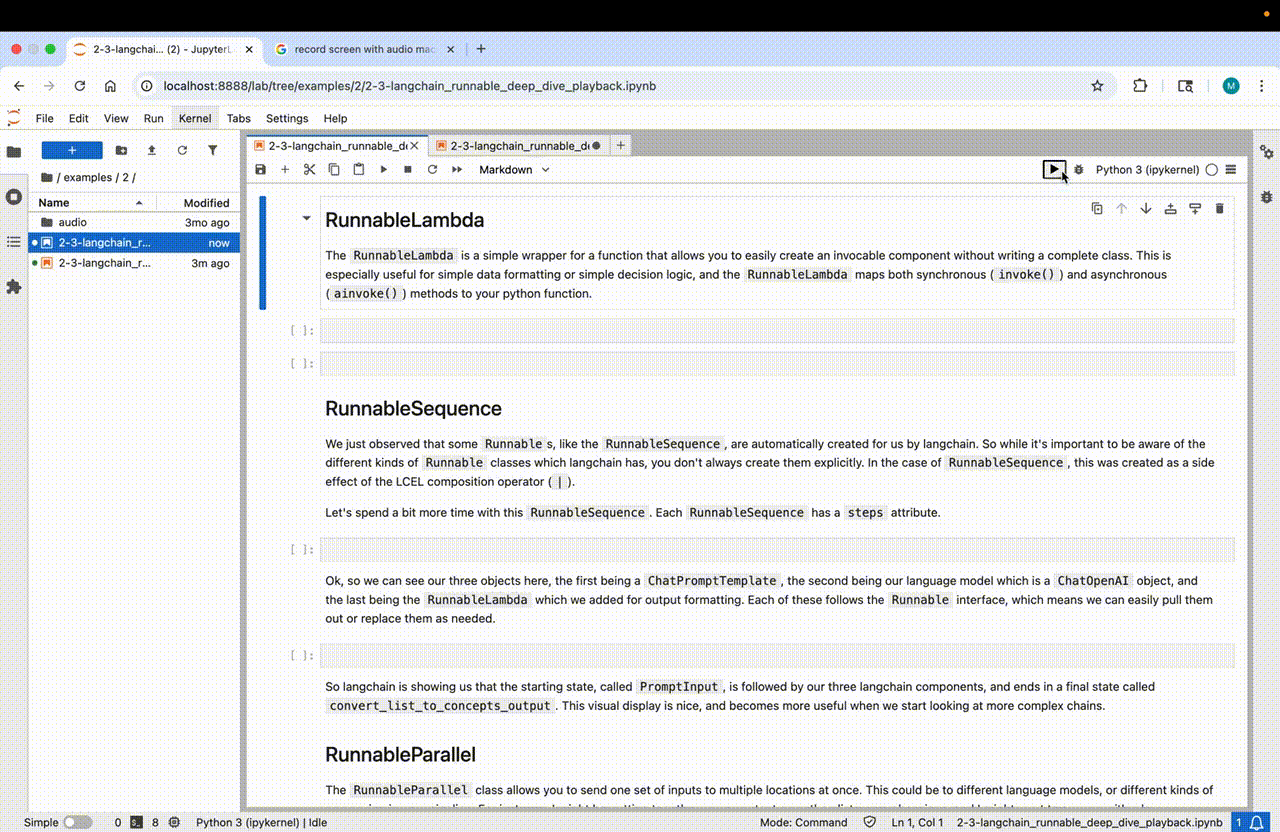 2-3-langchai... (2) - JupyterL
record screen with audio mac
localhost:8888/lab/tree/examples/2/2-3-langchain_runnable_deep_dive_playback.ipynb
M
File Edit View Run Kernel Tabs Settings Help
2-3-langchain_runnable_de
2-3-langchain_runnable_de
Markdown
Python 3 (ipykernel)
/ examples / 2 /
Name Modified
audio 3mo ago
2-3-langchain_r... now
2-3-langchain_r... 3m ago
RunnableLambda
The RunnableLambda is a simple wrapper for a function that allows you to easily create an invocable component without writing a complete class. This is
especially useful for simple data formatting or simple decision logic, and the RunnableLambda maps both synchronous ( invoke() ) and asynchronous
( ainvoke() ) methods to your python function.
[ ]:
[ ]:
RunnableSequence
We just observed that some Runnable s, like the RunnableSequence , are automatically created for us by langchain. So while it's important to be aware of the
different kinds of Runnable classes which langchain has, you don't always create them explicitly. In the case of RunnableSequence , this was created as a side
effect of the LCEL composition operator ( | ).
Let's spend a bit more time with this RunnableSequence . Each RunnableSequence has a steps attribute.
[ ]:
Ok, so we can see our three objects here, the first being a ChatPromptTemplate , the second being our language model which is a ChatOpenAI object, and
the last being the RunnableLambda which we added for output formatting. Each of these follows the Runnable interface, which means we can easily pull them
out or replace them as needed.
[ ]:
So langchain is showing us that the starting state, called PromptInput , is followed by our three langchain components, and ends in a final state called
convert_list_to_concepts_output . This visual display is nice, and becomes more useful when we start looking at more complex chains.
RunnableParallel
The RunnableParallel class allows you to send one set of inputs to multiple locations at once. This could be to different language models, or different kinds of
Simple 0 8 Python 3 (ipykernel) | Idle
Mode: Command Ln 1, Col 1 2-3-langchain_runnable_deep_dive_playback.ipynb 1